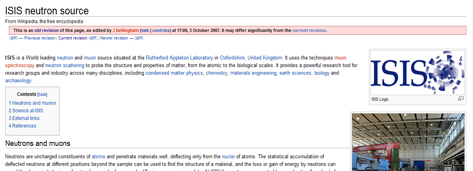 ISIS neutron source
From Wikipedia, the free encyclopedia
This is an old revision of this page, as edited by J bellingham (talk | contribs) at 17:09, 3 October 2007. It may differ significantly from the current revision.
(diff) ← Previous revision | Current revision (diff) | Newer revision → (diff)
ISIS is a World leading neutron and muon source situated at the Rutherford Appleton Laboratory in Oxfordshire, United Kingdom. It uses the techniques muon
spectroscopy and neutron scattering to probe the structure and properties of matter, from the atomic to the biological scales. It provides a powerful research tool for
research groups and industry across many disciplines, including condensed matter physics, chemistry, materials engineering, earth sciences, biology and
archaeology.
ISIS
ISIS Logo
Contents [hide]
1 Neutrons and muons
2 Science at ISIS
3 External links
4 References
Neutrons and muons
Neutrons are uncharged constituents of atoms and penetrate materials well, deflecting only from the nuclei of atoms. The statistical accumulation of
deflected neutrons at different positions beyond the sample can be used to find the structure of a material, and the loss or gain of energy by neutrons can